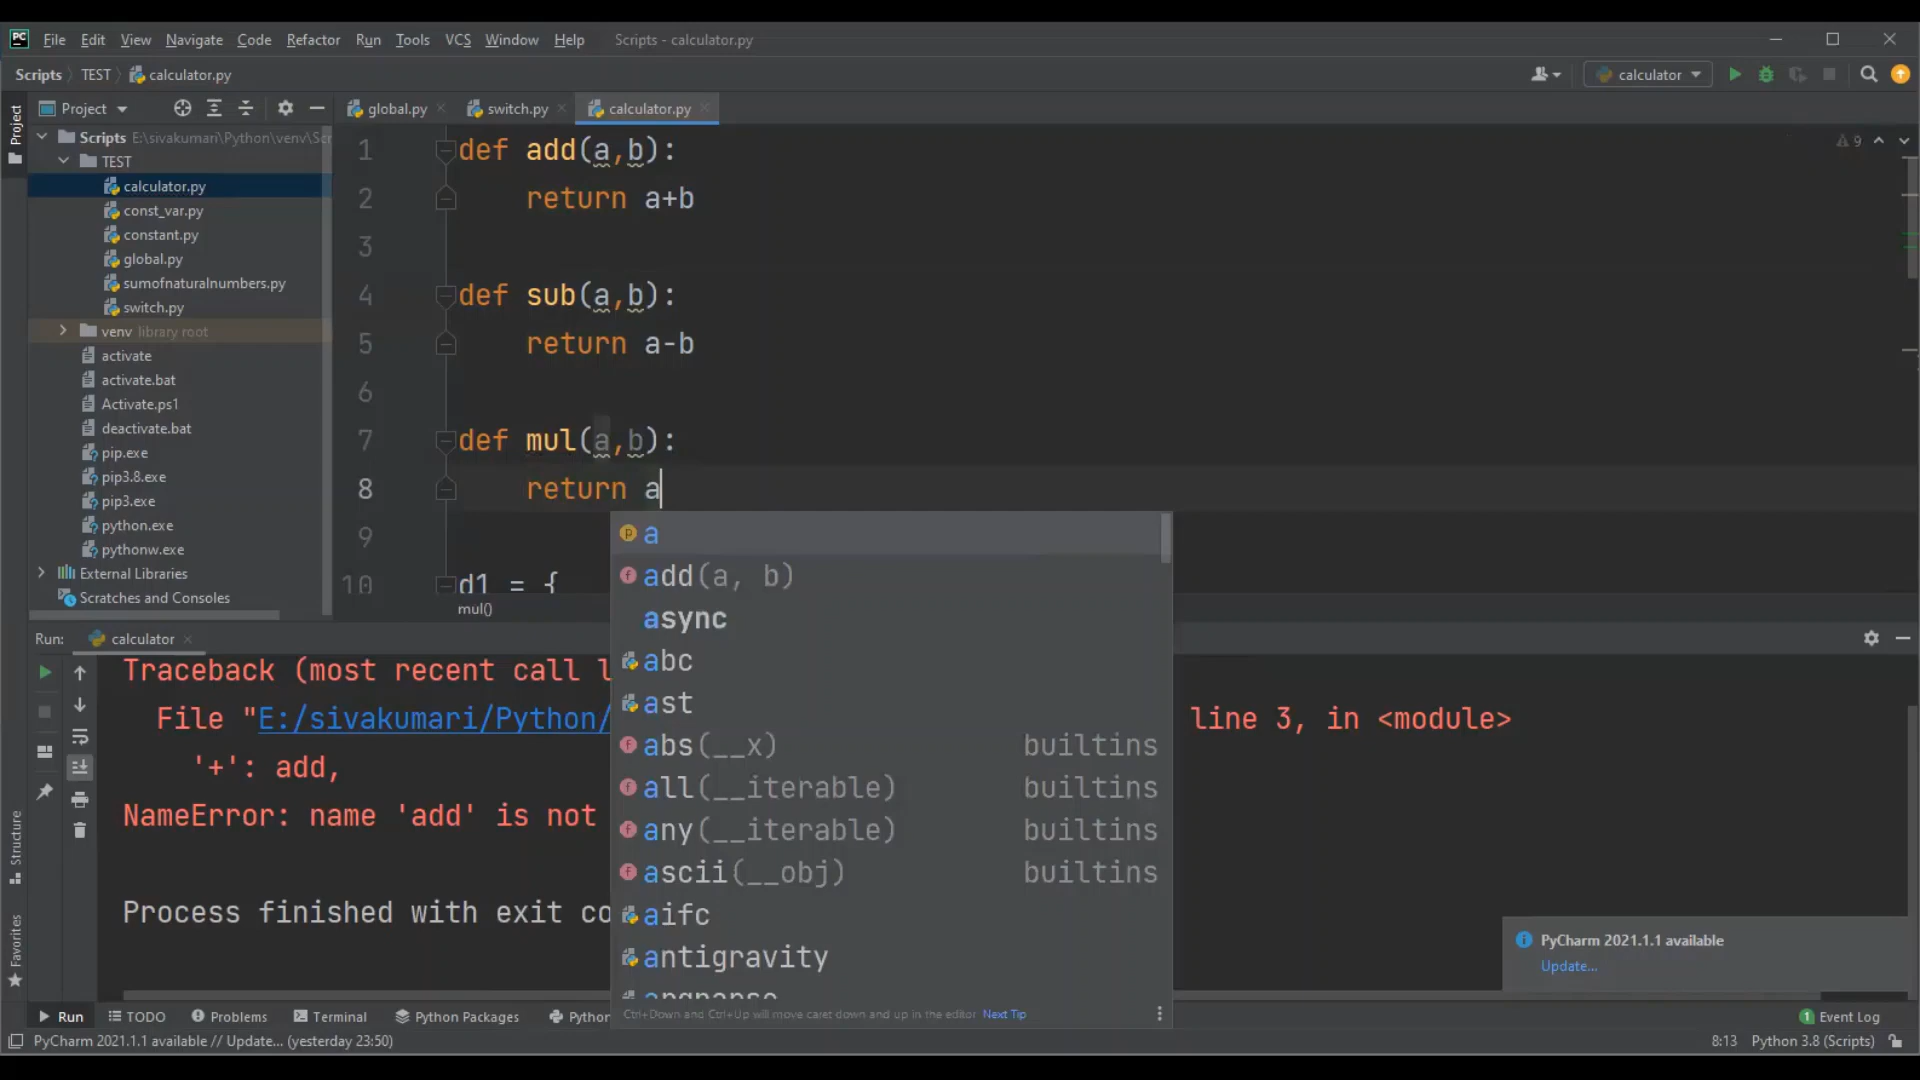 PC File Edit View Navigate Code Refactor Run Tools VCS Window Help Scripts - calculator.py
Scripts TEST calculator.py calculator
Project global.py switch.py calculator.py
Project
Scripts E:\sivakumari\Python\venv\Scr
TEST
calculator.py
const_var.py
constant.py
global.py
sumofnaturalnumbers.py
switch.py
venv library root
activate
activate.bat
Activate.ps1
deactivate.bat
pip.exe
pip3.8.exe
pip3.exe
python.exe
pythonw.exe
External Libraries
Scratches and Consoles
9
1 def add(a,b):
2 return a+b
3
4 def sub(a,b):
5 return a-b
6
7 def mul(a,b):
8 return a
9
10 d1 = {
mul()
a
add(a, b)
async
abc
ast
abs(__x) builtins
all(__iterable) builtins
any(__iterable) builtins
ascii(__obj) builtins
aifc
antigravity
Ctrl+Down and Ctrl+Up will move caret down and up in the editor Next Tip
Run: calculator
Traceback (most recent call l
File "E:/sivakumari/Python/ line 3, in <module>
'+': add,
NameError: name 'add' is not
Process finished with exit co
Structure
Favorites
PyCharm 2021.1.1 available
Update...
Run TODO Problems Terminal Python Packages Python
1 Event Log
PyCharm 2021.1.1 available // Update... (yesterday 23:50) 8:13 Python 3.8 (Scripts)